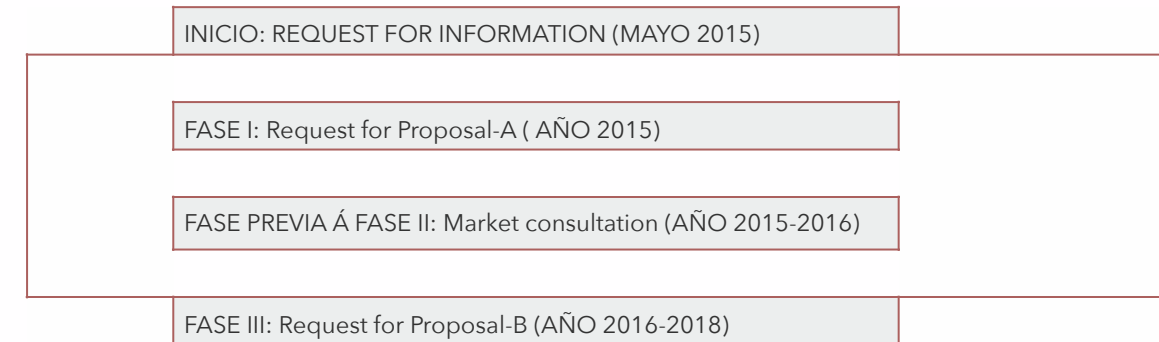 INICIO: REQUEST FOR INFORMATION (MAYO 2015)
FASE I: Request for Proposal-A ( AÑO 2015)
FASE PREVIA Á FASE II: Market consultation (AÑO 2015-2016)
FASE III: Request for Proposal-B (AÑO 2016-2018)